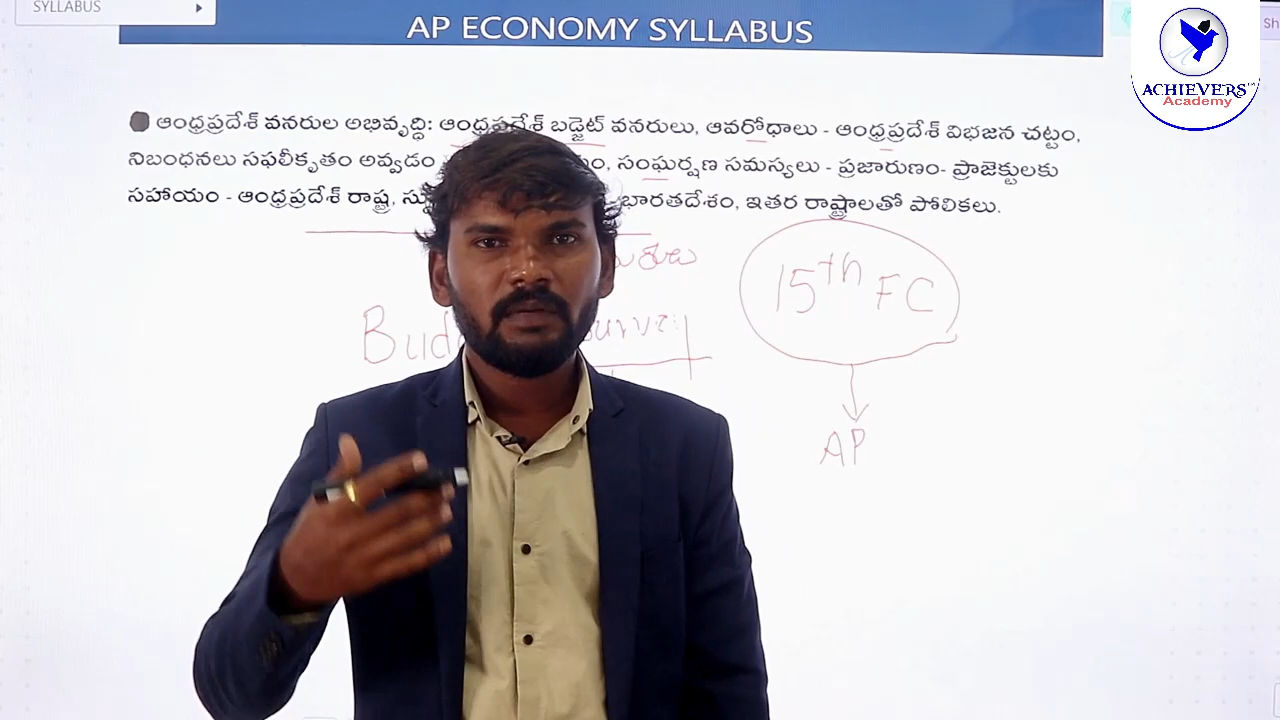 SYLLABUS
AP ECONOMY SYLLABUS
Sh
ACHIEVERS
Academy
ఆంధ్రప్రదేశ్ వనరుల అభివృద్ధి: ఆంధ్రప్రదేశ్ బడ్జెట్ వనరులు, ఆవరోధాలు - ఆంధ్రప్రదేశ్ విభజన చట్టం,
నిబంధనలు సఫలీకృతం అవ్వడం సంఘర్షణ సమస్యలు - ప్రజారుణం- ప్రాజెక్టులకు
సహాయం - ఆంధ్రప్రదేశ్ రాష్ట్ర, భారతదేశం, ఇతర రాష్ట్రాలతో పోలికలు.
15th FC
AP